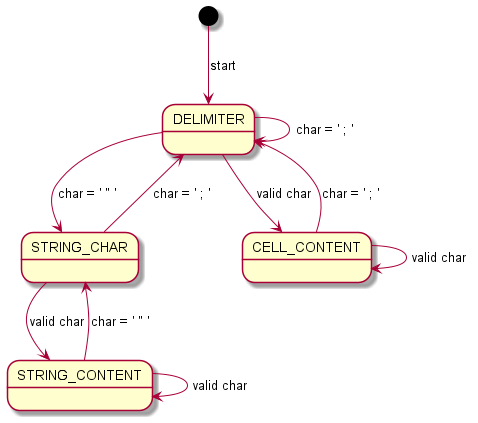 start
DELIMITER
char = ' ; '
char = ' " '
char = ' ; '
valid char
char = ' ; '
STRING_CHAR
CELL_CONTENT
valid char
valid char
char = ' " '
STRING_CONTENT
valid char